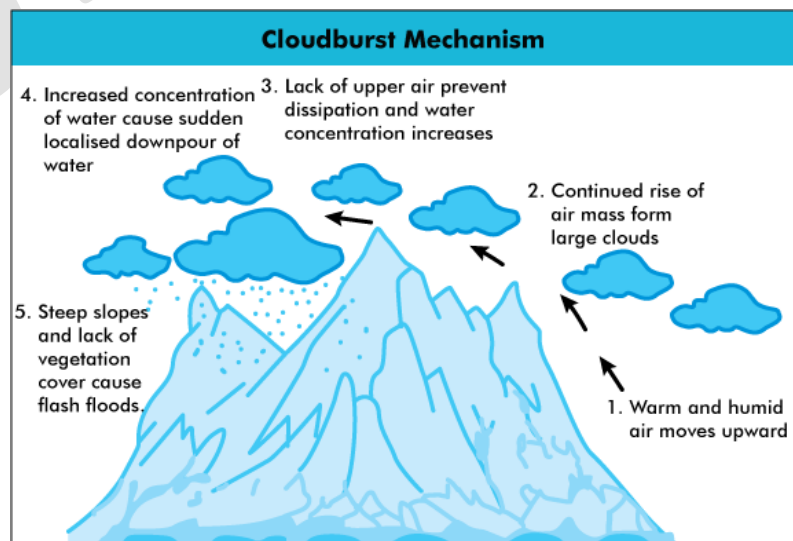 Cloudburst Mechanism
4. Increased concentration
of water cause sudden
localised downpour of
water
3. Lack of upper air prevent
dissipation and water
concentration increases
2. Continued rise of
air mass form
large clouds
5. Steep slopes
and lack of
vegetation
cover cause
flash floods.
1. Warm and humid
air moves upward